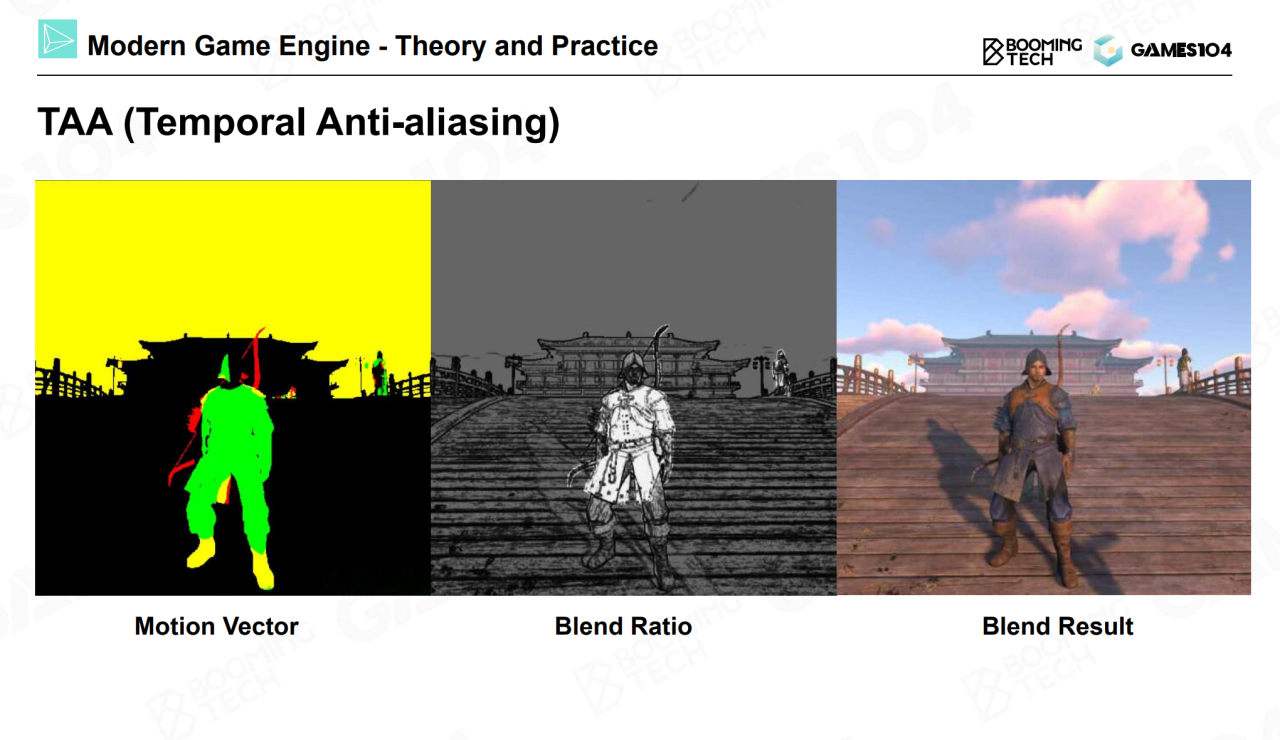 Modern Game Engine - Theory and Practice
BOOMING
TECH
GAMES104
TAA (Temporal Anti-aliasing)
Motion Vector
Blend Ratio
Blend Result